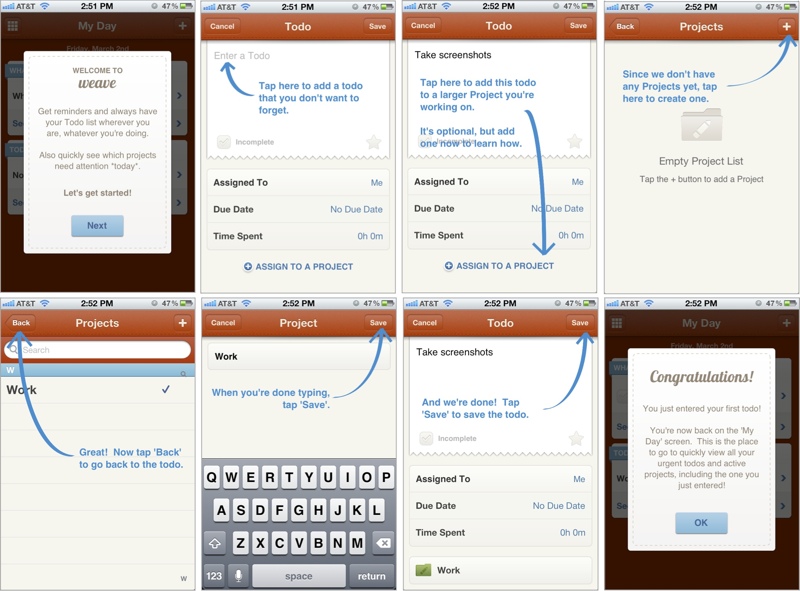 AT&T 2:51 PM 47%
My Day +
Friday, March 2nd
WELCOME TO
weave
Get reminders and always have
your Todo list wherever you
are, whatever you're doing.
Also quickly see which projects
need attention *today*.
Let's get started!
Next
AT&T 2:51 PM 47%
Cancel Todo Save
Enter a Todo
Tap here to add a todo
that you don't want to
forget.
Incomplete
Assigned To Me
Due Date No Due Date
Time Spent 0h 0m
ASSIGN TO A PROJECT
AT&T 2:52 PM 47%
Cancel Todo Save
Take screenshots
Tap here to add this todo
to a larger Project you're
working on.
It's optional, but add
one now to learn how.
Incomplete
Assigned To Me
Due Date No Due Date
Time Spent 0h 0m
ASSIGN TO A PROJECT
AT&T 2:52 PM 47%
Back Projects +
Since we don't have
any Projects yet, tap
here to create one.
Empty Project List
Tap the + button to add a Project
AT&T 2:52 PM 47%
Back Projects +
Search
W
Work
Great! Now tap 'Back'
to go back to the todo.
W
AT&T 2:52 PM 47%
Cancel Project Save
Work
When you're done typing,
tap 'Save'.
Q W E R T Y U I O P
A S D F G H J K L
Z X C V B N M
123 space return
AT&T 2:52 PM 47%
Cancel Todo Save
Take screenshots
And we're done! Tap
'Save' to save the todo.
Incomplete
Assigned To Me
Due Date No Due Date
Time Spent 0h 0m
Work
AT&T 2:52 PM 47%
My Day +
Friday, March 2nd
Congratulations!
You just entered your first todo!
You're now back on the 'My
Day' screen. This is the place
to go to quickly view all your
urgent todos and active
projects, including the one you
just entered!
OK